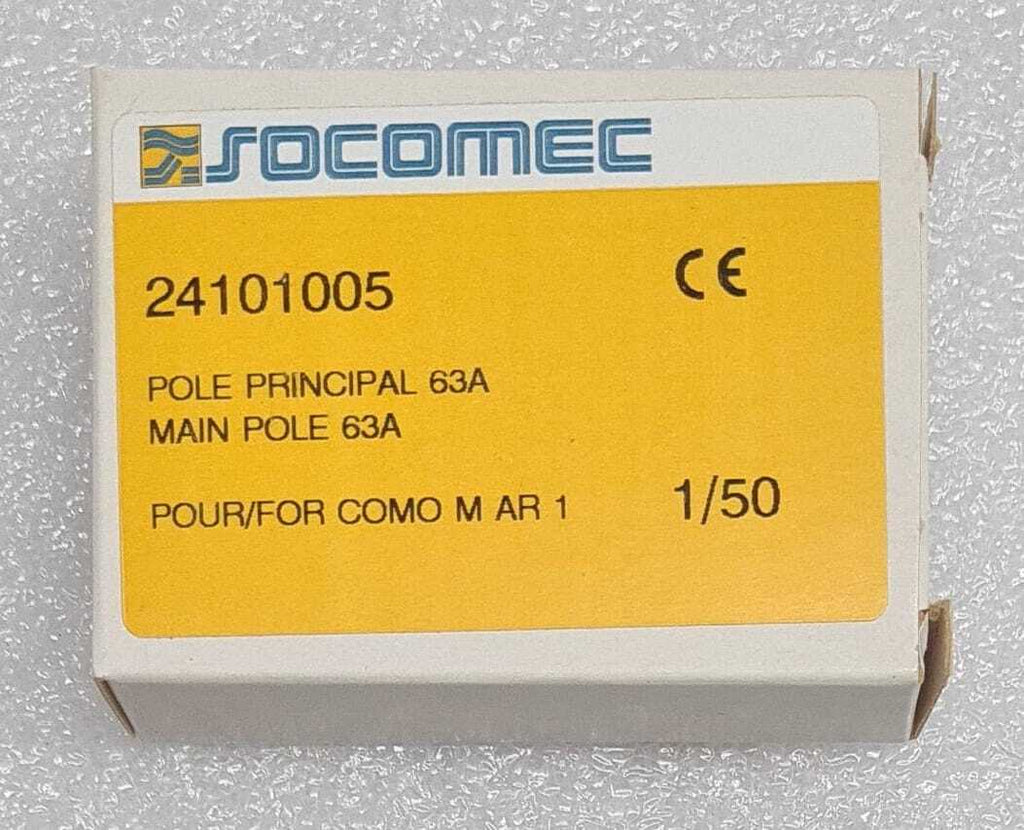 SOCOMEC
24101005 CE
POLE PRINCIPAL 63A
MAIN POLE 63A
POUR/FOR COMO M AR 1 1/50